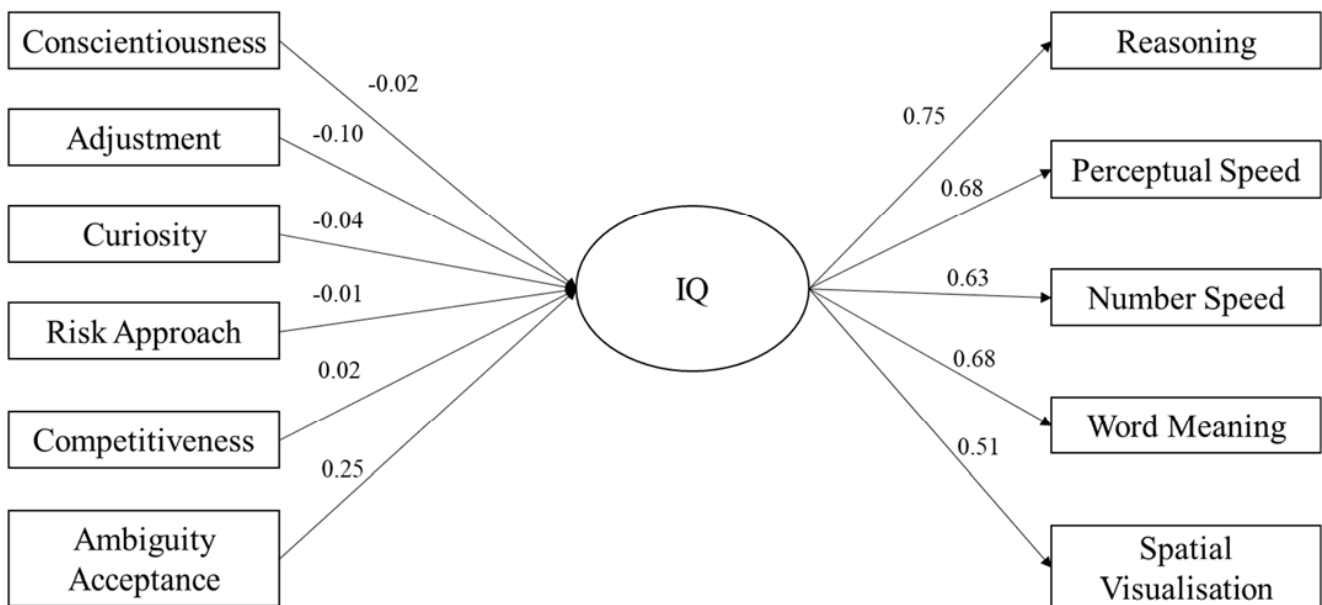 Conscientiousness
Adjustment
Curiosity
Risk Approach
Competitiveness
Ambiguity
Acceptance
-0.02
-0.10
-0.04
-0.01
0.02
0.25
IQ
0.75
0.68
0.63
0.68
0.51
Reasoning
Perceptual Speed
Number Speed
Word Meaning
Spatial
Visualisation